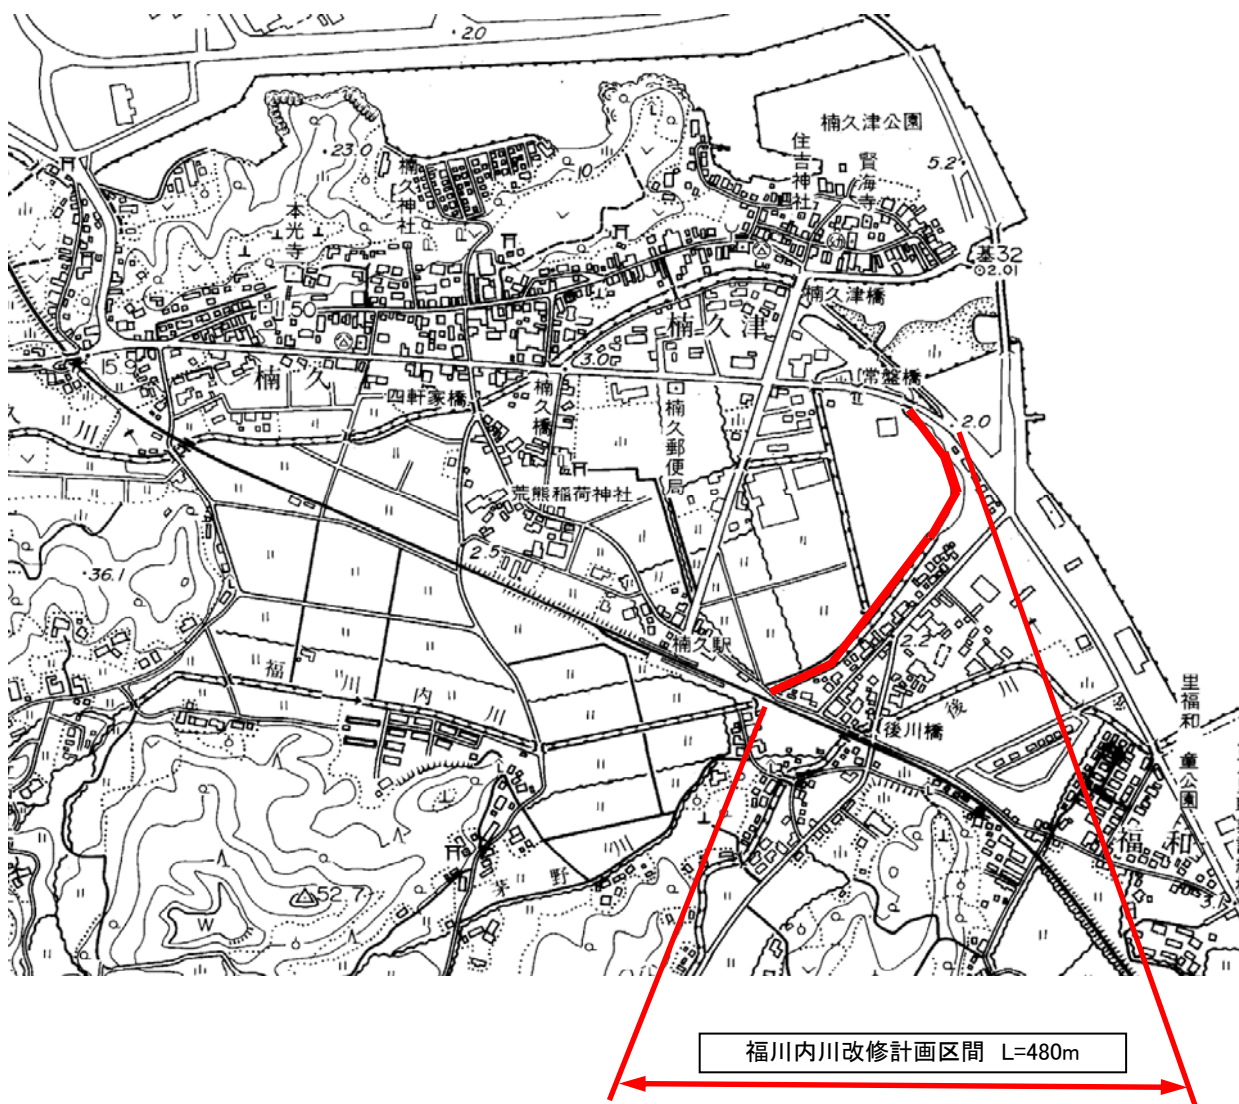 2.0
楠久津公園
5.2
23.0
楠久神社
10
住吉神社
賢海寺
本光寺
基32
2.01
楠久津橋
50
楠久津
3.0
15.9
楠久
四軒家橋
楠久橋
楠久郵便局
常盤橋
2.0
川
荒熊稲荷神社
2.5
36.1
楠久駅
2.2
福川内川
後川
後川橋
里福和
童公園
福和
茅野川
52.7
W
福川内川改修計画区間 L=480m